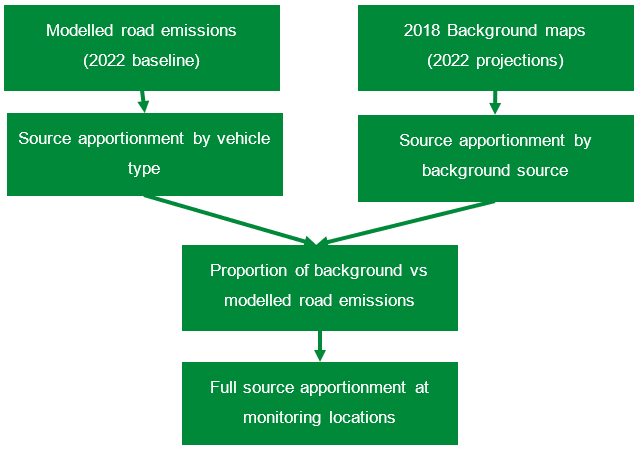 Modelled road emissions
(2022 baseline)
2018 Background maps
(2022 projections)
Source apportionment by vehicle
type
Source apportionment by
background source
Proportion of background vs
modelled road emissions
Full source apportionment at
monitoring locations